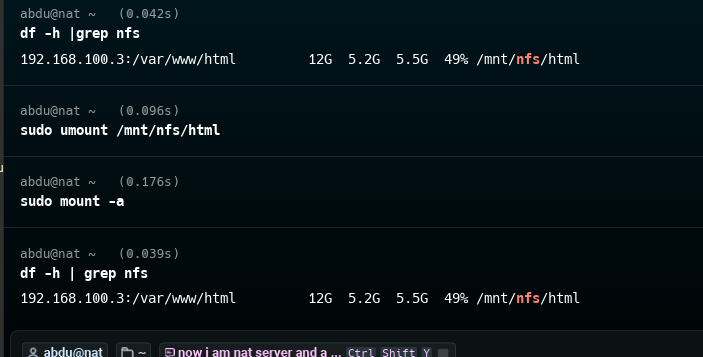 abdu@nat ~ (0.042s)
df -h |grep nfs
192.168.100.3:/var/www/html 12G 5.2G 5.5G 49% /mnt/nfs/html
abdu@nat ~ (0.096s)
sudo umount /mnt/nfs/html
abdu@nat ~ (0.176s)
sudo mount -a
abdu@nat ~ (0.039s)
df -h | grep nfs
192.168.100.3:/var/www/html 12G 5.2G 5.5G 49% /mnt/nfs/html
abdu@nat ~ now i am nat server and a ... Ctrl Shift Y